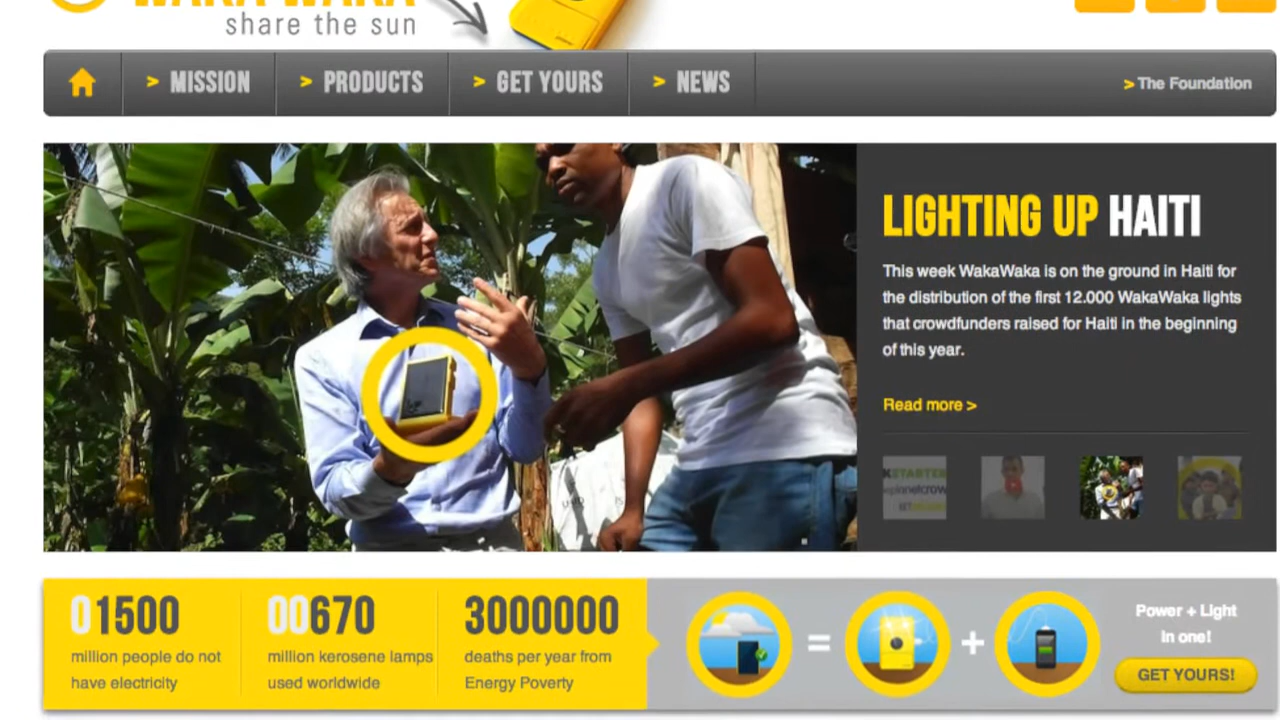 WAKA WAKA
share the sun
> MISSION > PRODUCTS > GET YOURS > NEWS > The Foundation
LIGHTING UP HAITI
This week WakaWaka is on the ground in Haiti for
the distribution of the first 12.000 WakaWaka lights
that crowdfunders raised for Haiti in the beginning
of this year.
Read more >
01500
million people do not
have electricity
00670
million kerosene lamps
used worldwide
3000000
deaths per year from
Energy Poverty
=
+
Power + Light
in one!
GET YOURS!